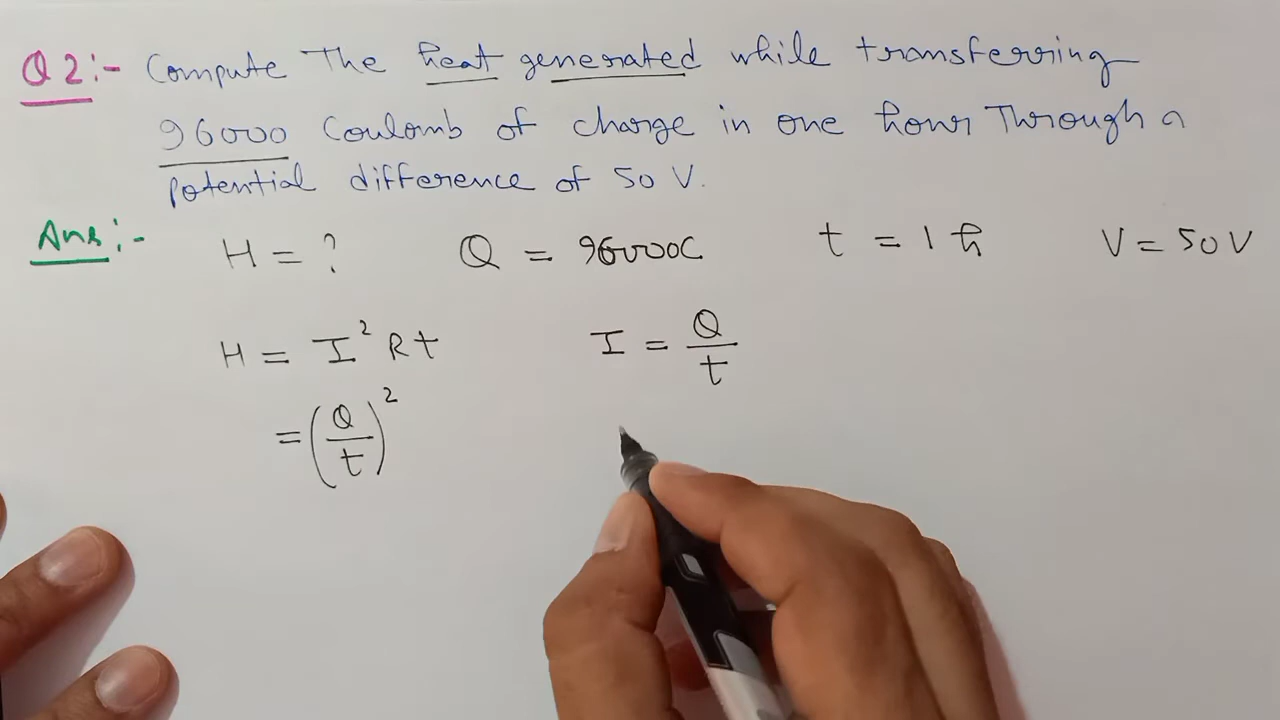 Q2:- Compute The heat generated while transferring
96000 Coulomb of charge in one hour Through a
potential difference of 50 V.
Ans:- H = ? Q = 96000C t = 1 h V = 50 V
H = I² R t I = Q/t
= (Q/t)²